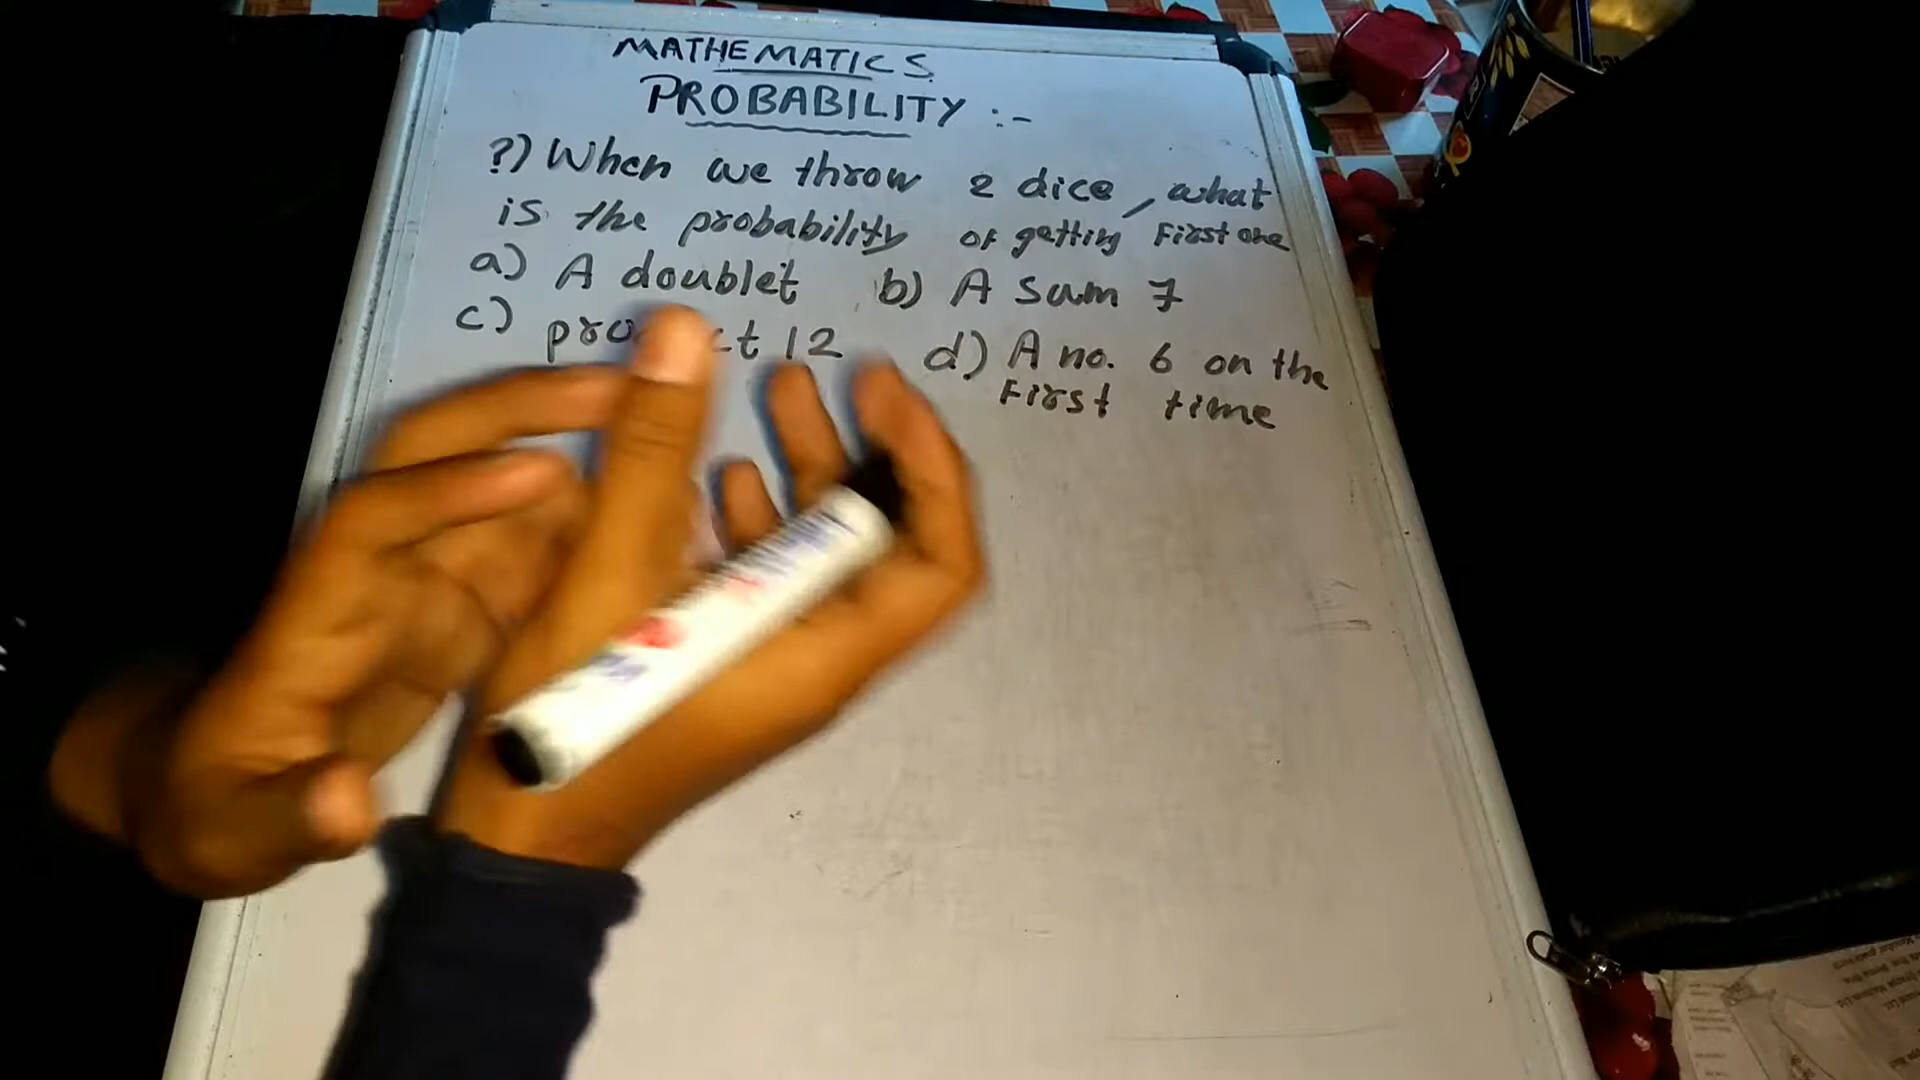 MATHEMATICS
PROBABILITY :-
?) When we throw 2 dice, what
is the probability of getting First one
a) A doublet b) A sum 7
c) 12 d) A no. 6 on the
First time